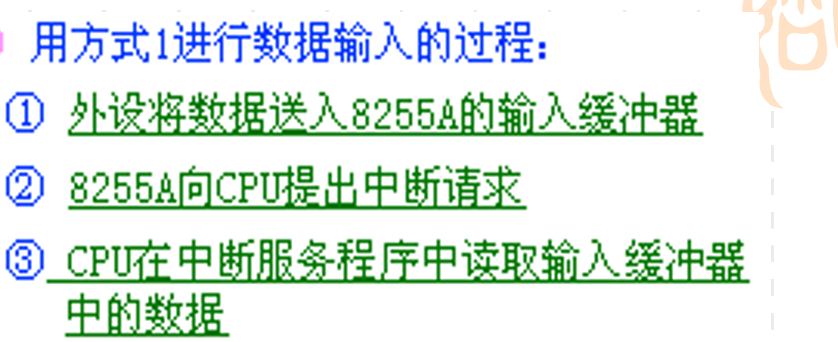 用方式1进行数据输入的过程：
① 外设将数据送入8255A的输入缓冲器
② 8255A向CPU提出中断请求
③ CPU在中断服务程序中读取输入缓冲器
中的数据